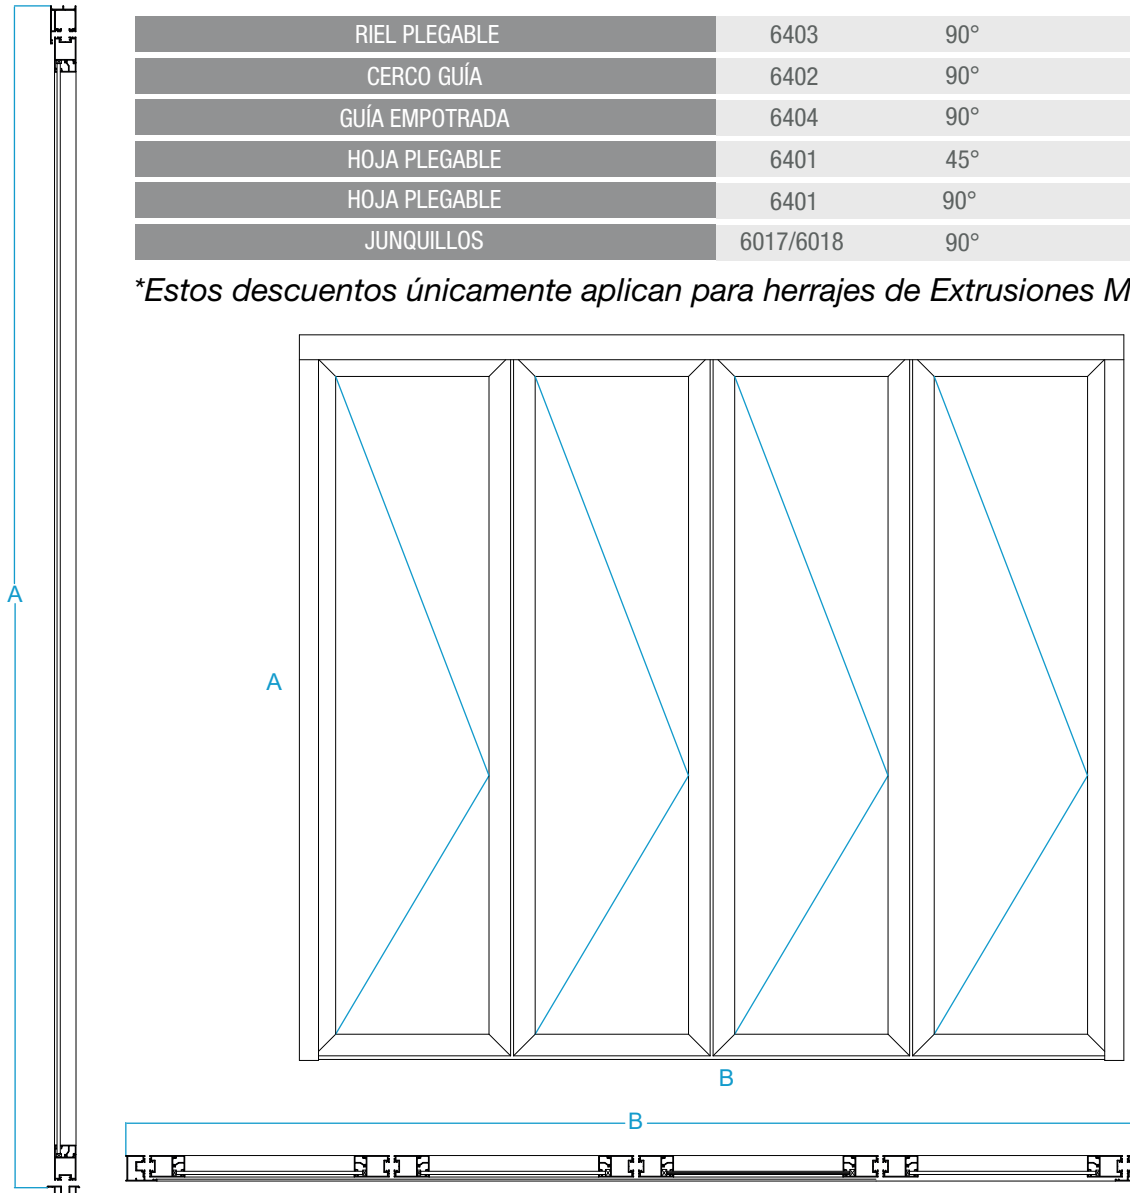 RIEL PLEGABLE 6403 90°
CERCO GUÍA 6402 90°
GUÍA EMPOTRADA 6404 90°
HOJA PLEGABLE 6401 45°
HOJA PLEGABLE 6401 90°
JUNQUILLOS 6017/6018 90°
*Estos descuentos únicamente aplican para herrajes de Extrusiones M
A
A
B
B